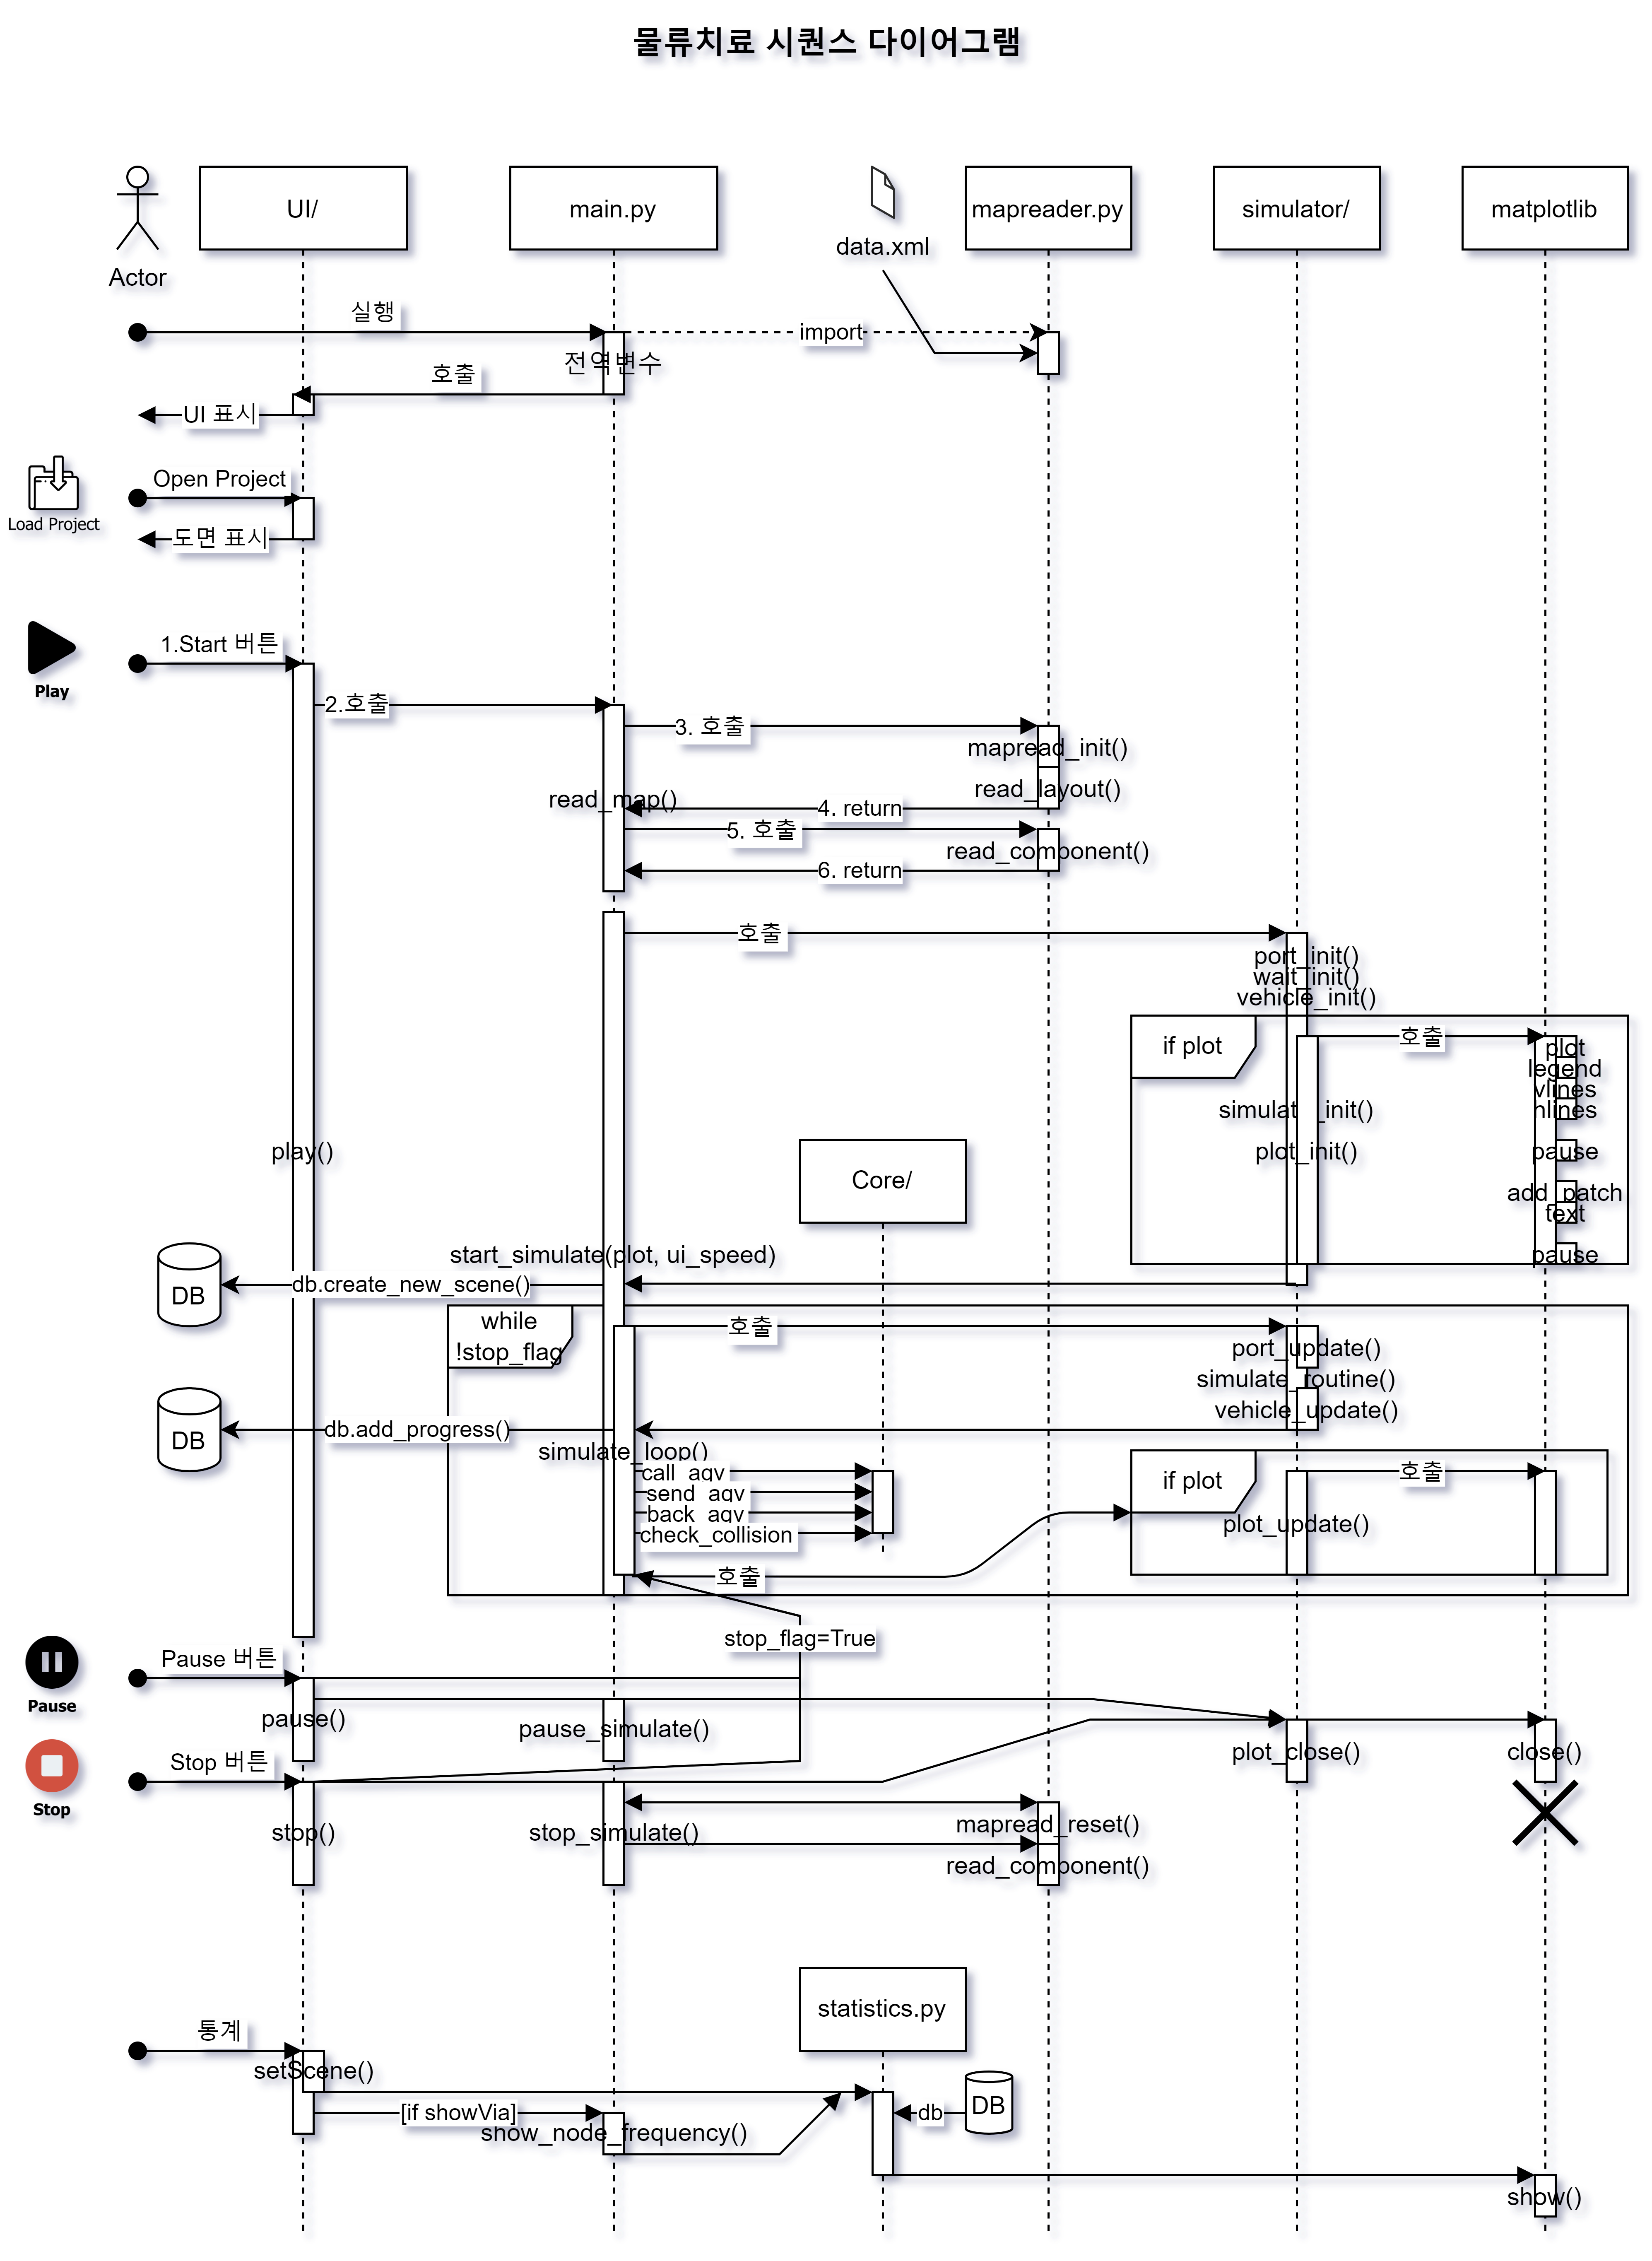 물류치료 시퀀스 다이어그램
Actor
UI/
main.py
data.xml
mapreader.py
simulator/
matplotlib
실행
import
전역변수
호출
UI 표시
Load Project
Open Project
도면 표시
Play
1.Start 버튼
2.호출
3. 호출
mapread_init()
read_layout()
read_map()
4. return
5. 호출
read_component()
6. return
호출
port_init()
wait_init()
vehicle_init()
if plot
호출
plot
legend
vlines
hlines
simulate_init()
play()
plot_init()
pause
Core/
add_patch
text
start_simulate(plot, ui_speed)
pause
DB
db.create_new_scene()
while
!stop_flag
호출
port_update()
simulate_routine()
vehicle_update()
DB
db.add_progress()
simulate_loop()
call_agv
send_agv
back_agv
check_collision
if plot
호출
plot_update()
호출
stop_flag=True
Pause
Pause 버튼
pause()
pause_simulate()
plot_close()
close()
Stop
Stop 버튼
stop()
stop_simulate()
mapread_reset()
read_component()
statistics.py
통계
setScene()
[if showVia]
db
DB
show_node_frequency()
show()